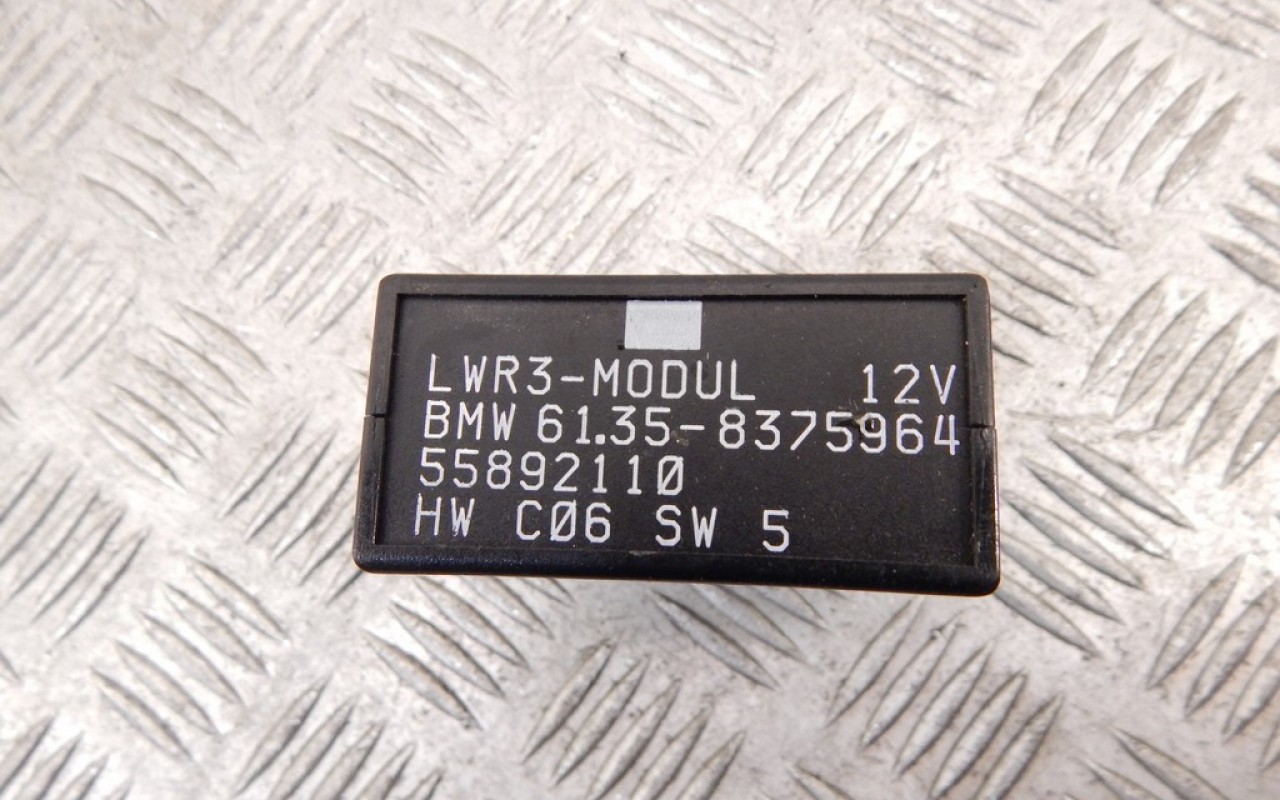 LWR3-MODUL 12V
BMW 61.35-8375964
55892110
HW C06 SW 5